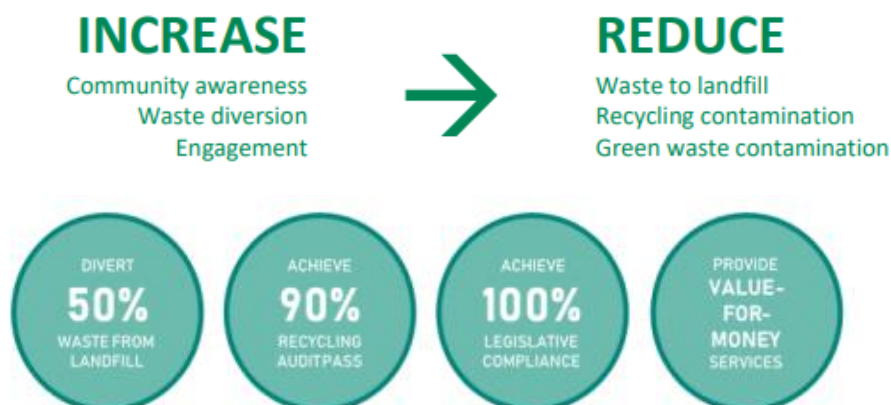 INCREASE
Community awareness
Waste diversion
Engagement
REDUCE
Waste to landfill
Recycling contamination
Green waste contamination
DIVERT
50%
WASTE FROM
LANDFILL
ACHIEVE
90%
RECYCLING
AUDITPASS
ACHIEVE
100%
LEGISLATIVE
COMPLIANCE
PROVIDE
VALUE-
FOR-
MONEY
SERVICES